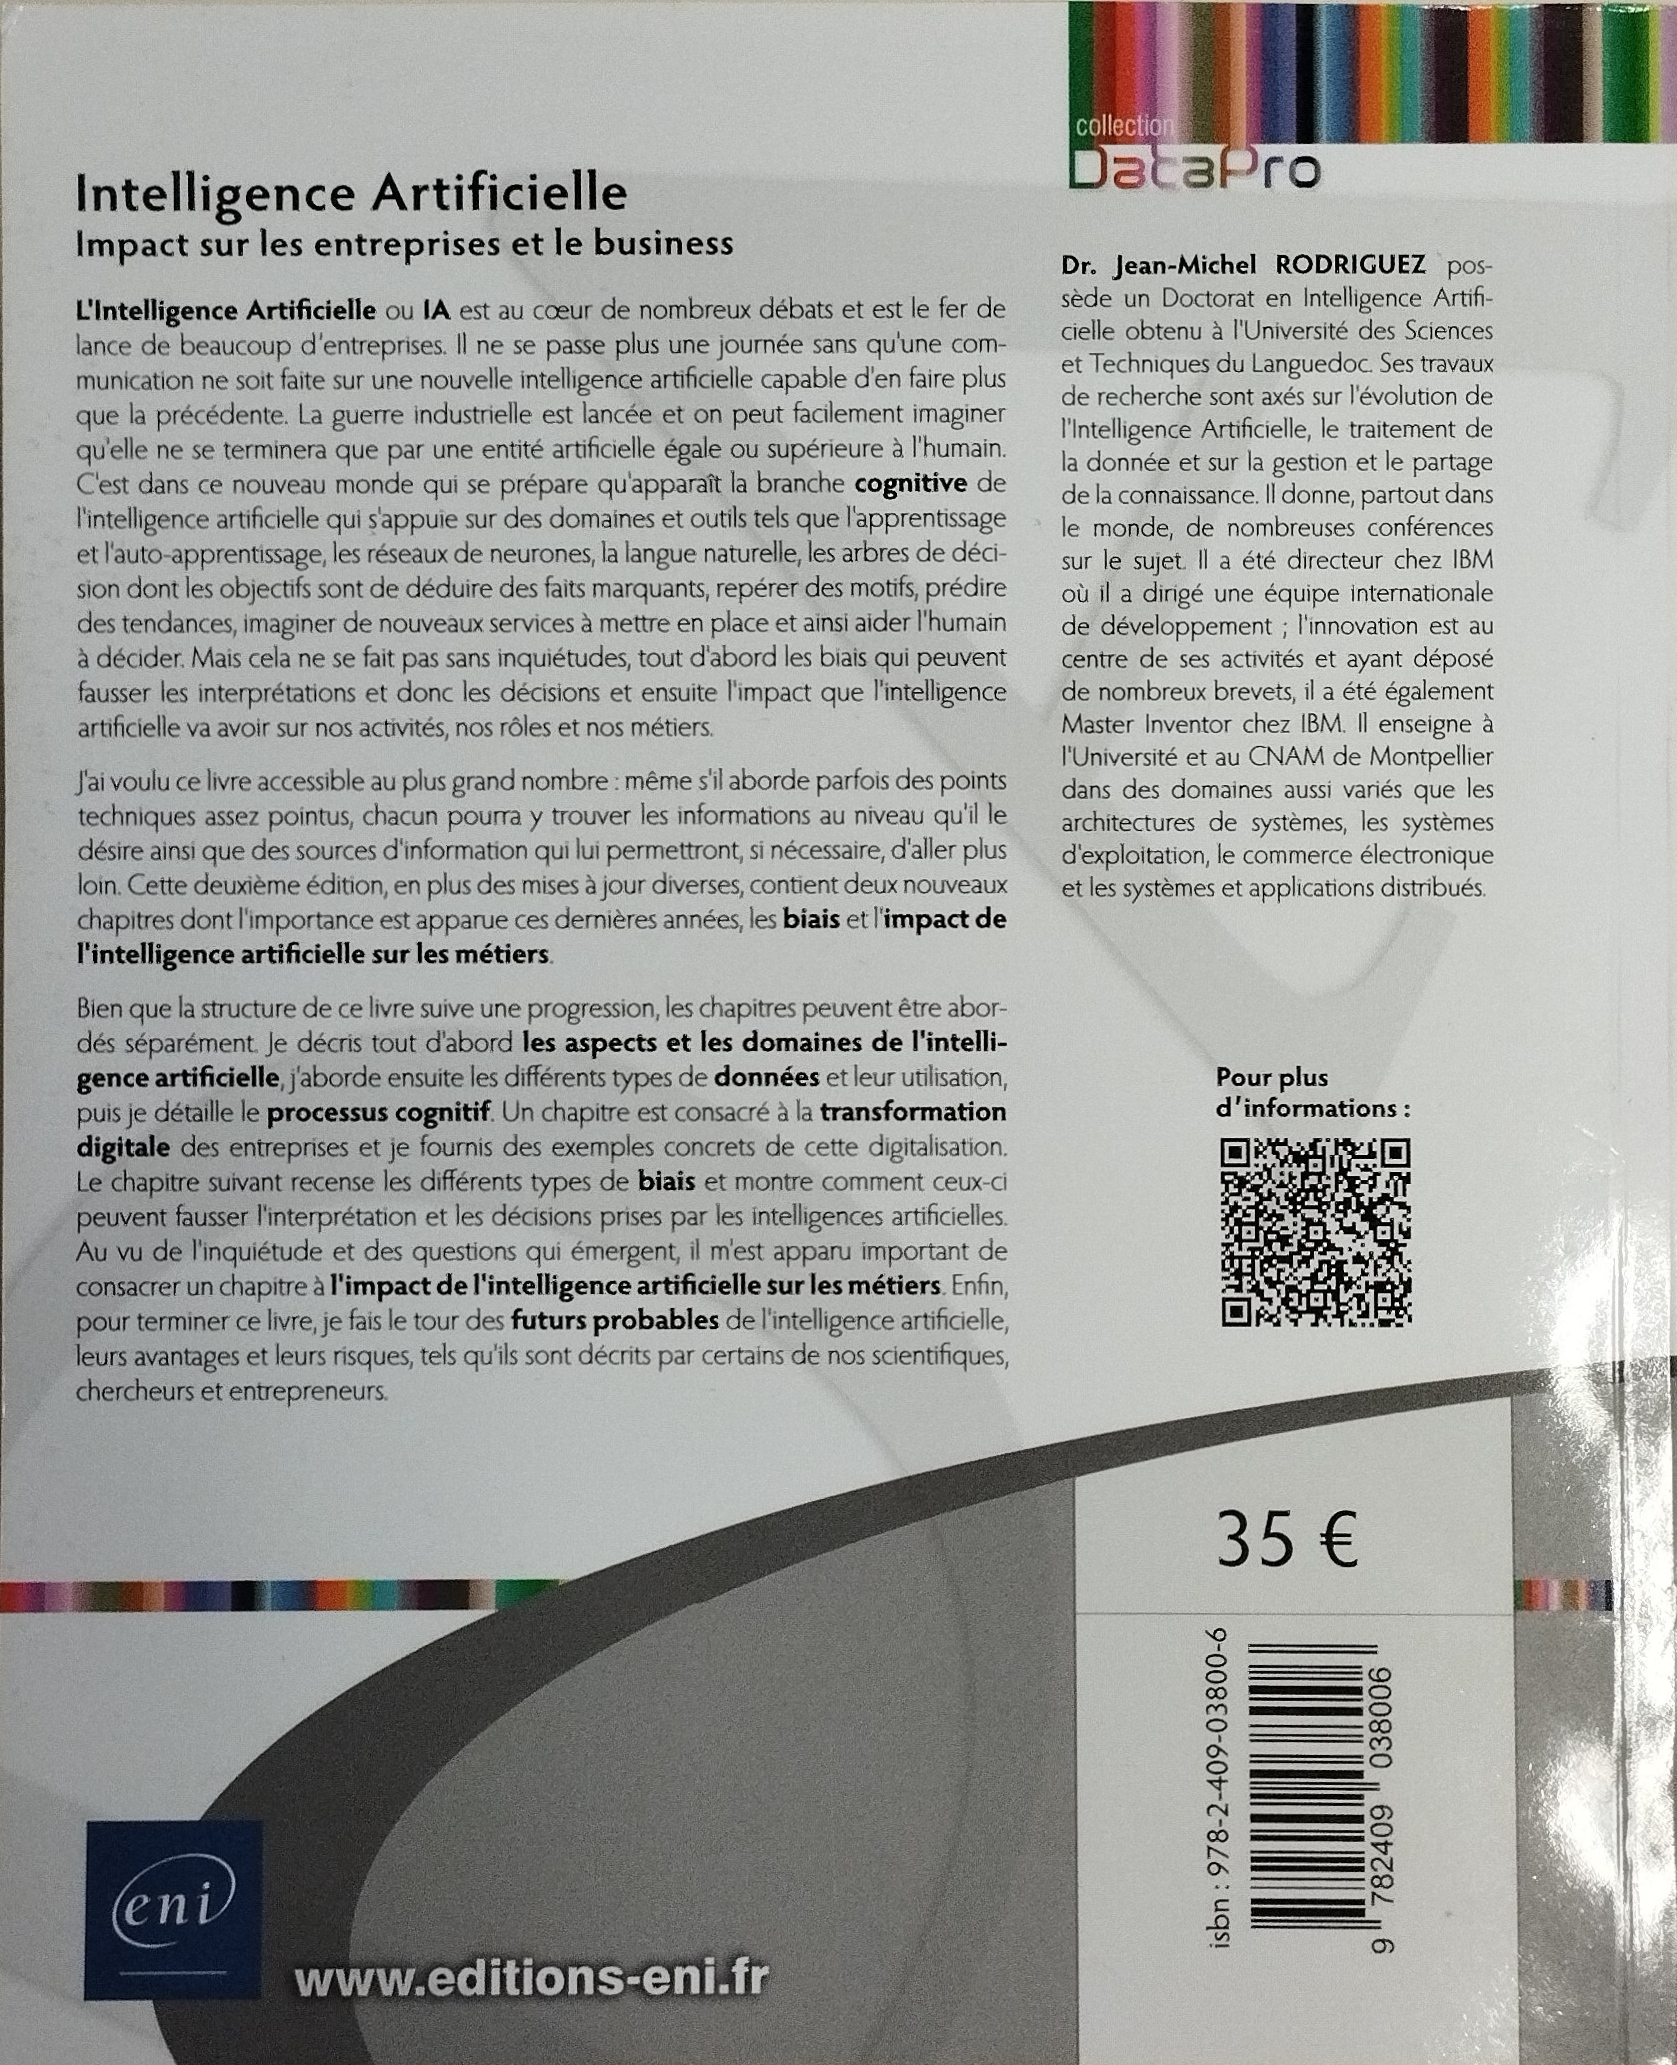 collection
DataPro
Intelligence Artificielle
Impact sur les entreprises et le business
L'Intelligence Artificielle ou IA est au cœur de nombreux débats et est le fer de
lance de beaucoup d'entreprises. Il ne se passe plus une journée sans qu'une com-
munication ne soit faite sur une nouvelle intelligence artificielle capable d'en faire plus
que la précédente. La guerre industrielle est lancée et on peut facilement imaginer
qu'elle ne se terminera que par une entité artificielle égale ou supérieure à l'humain.
C'est dans ce nouveau monde qui se prépare qu'apparaît la branche cognitive de
l'intelligence artificielle qui s'appuie sur des domaines et outils tels que l'apprentissage
et l'auto-apprentissage, les réseaux de neurones, la langue naturelle, les arbres de déci-
sion dont les objectifs sont de déduire des faits marquants, repérer des motifs, prédire
des tendances, imaginer de nouveaux services à mettre en place et ainsi aider l'humain
à décider. Mais cela ne se fait pas sans inquiétudes, tout d'abord les biais qui peuvent
fausser les interprétations et donc les décisions et ensuite l'impact que l'intelligence
artificielle va avoir sur nos activités, nos rôles et nos métiers.
J'ai voulu ce livre accessible au plus grand nombre : même s'il aborde parfois des points
techniques assez pointus, chacun pourra y trouver les informations au niveau qu'il le
désire ainsi que des sources d'information qui lui permettront, si nécessaire, d'aller plus
loin. Cette deuxième édition, en plus des mises à jour diverses, contient deux nouveaux
chapitres dont l'importance est apparue ces dernières années, les biais et l'impact de
l'intelligence artificielle sur les métiers.
Bien que la structure de ce livre suive une progression, les chapitres peuvent être abor-
dés séparément. Je décris tout d'abord les aspects et les domaines de l'intelli-
gence artificielle, j'aborde ensuite les différents types de données et leur utilisation,
puis je détaille le processus cognitif. Un chapitre est consacré à la transformation
digitale des entreprises et je fournis des exemples concrets de cette digitalisation.
Le chapitre suivant recense les différents types de biais et montre comment ceux-ci
peuvent fausser l'interprétation et les décisions prises par les intelligences artificielles.
Au vu de l'inquiétude et des questions qui émergent, il m'est apparu important de
consacrer un chapitre à l'impact de l'intelligence artificielle sur les métiers. Enfin,
pour terminer ce livre, je fais le tour des futurs probables de l'intelligence artificielle,
leurs avantages et leurs risques, tels qu'ils sont décrits par certains de nos scientifiques,
chercheurs et entrepreneurs.
Dr. Jean-Michel RODRIGUEZ pos-
sède un Doctorat en Intelligence Artifi-
cielle obtenu à l'Université des Sciences
et Techniques du Languedoc. Ses travaux
de recherche sont axés sur l'évolution de
l'Intelligence Artificielle, le traitement de
la donnée et sur la gestion et le partage
de la connaissance. Il donne, partout dans
le monde, de nombreuses conférences
sur le sujet. Il a été directeur chez IBM
où il a dirigé une équipe internationale
de développement ; l'innovation est au
centre de ses activités et ayant déposé
de nombreux brevets, il a été également
Master Inventor chez IBM. Il enseigne à
l'Université et au CNAM de Montpellier
dans des domaines aussi variés que les
architectures de systèmes, les systèmes
d'exploitation, le commerce électronique
et les systèmes et applications distribués.
Pour plus
d'informations :
35 €
isbn : 978-2-409-03800-6
9 782409 038006
eni
www.editions-eni.fr